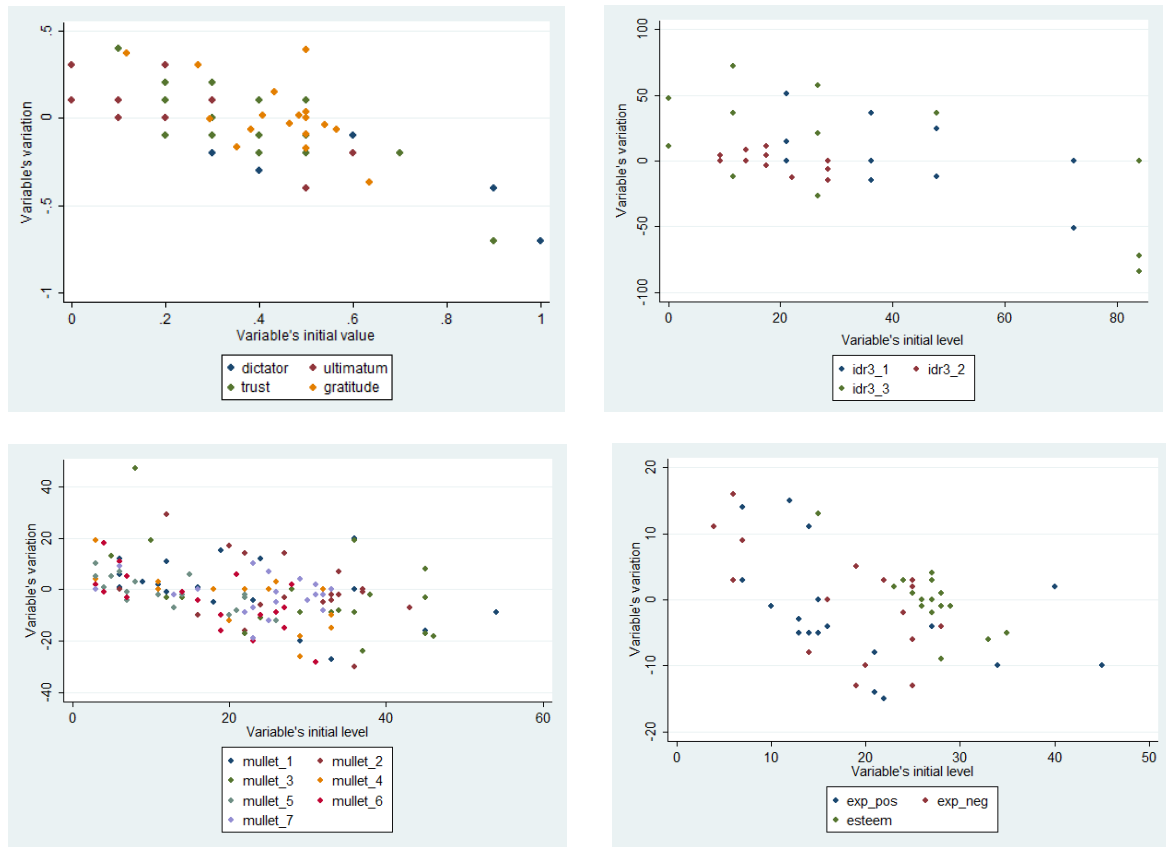 Variable's variation
.5
0
-.5
-1
0
.2
.4
.6
.8
1
Variable's initial value
dictator
ultimatum
trust
gratitude
Variable's variation
100
50
0
-50
-100
0
20
40
60
80
Variable's initial level
idr3_1
idr3_2
idr3_3
Variable's variation
40
20
0
-20
-40
0
20
40
60
Variable's initial level
mullet_1
mullet_2
mullet_3
mullet_4
mullet_5
mullet_6
mullet_7
Variable's variation
20
10
0
-10
-20
0
10
20
30
40
50
Variable's initial level
exp_pos
exp_neg
esteem